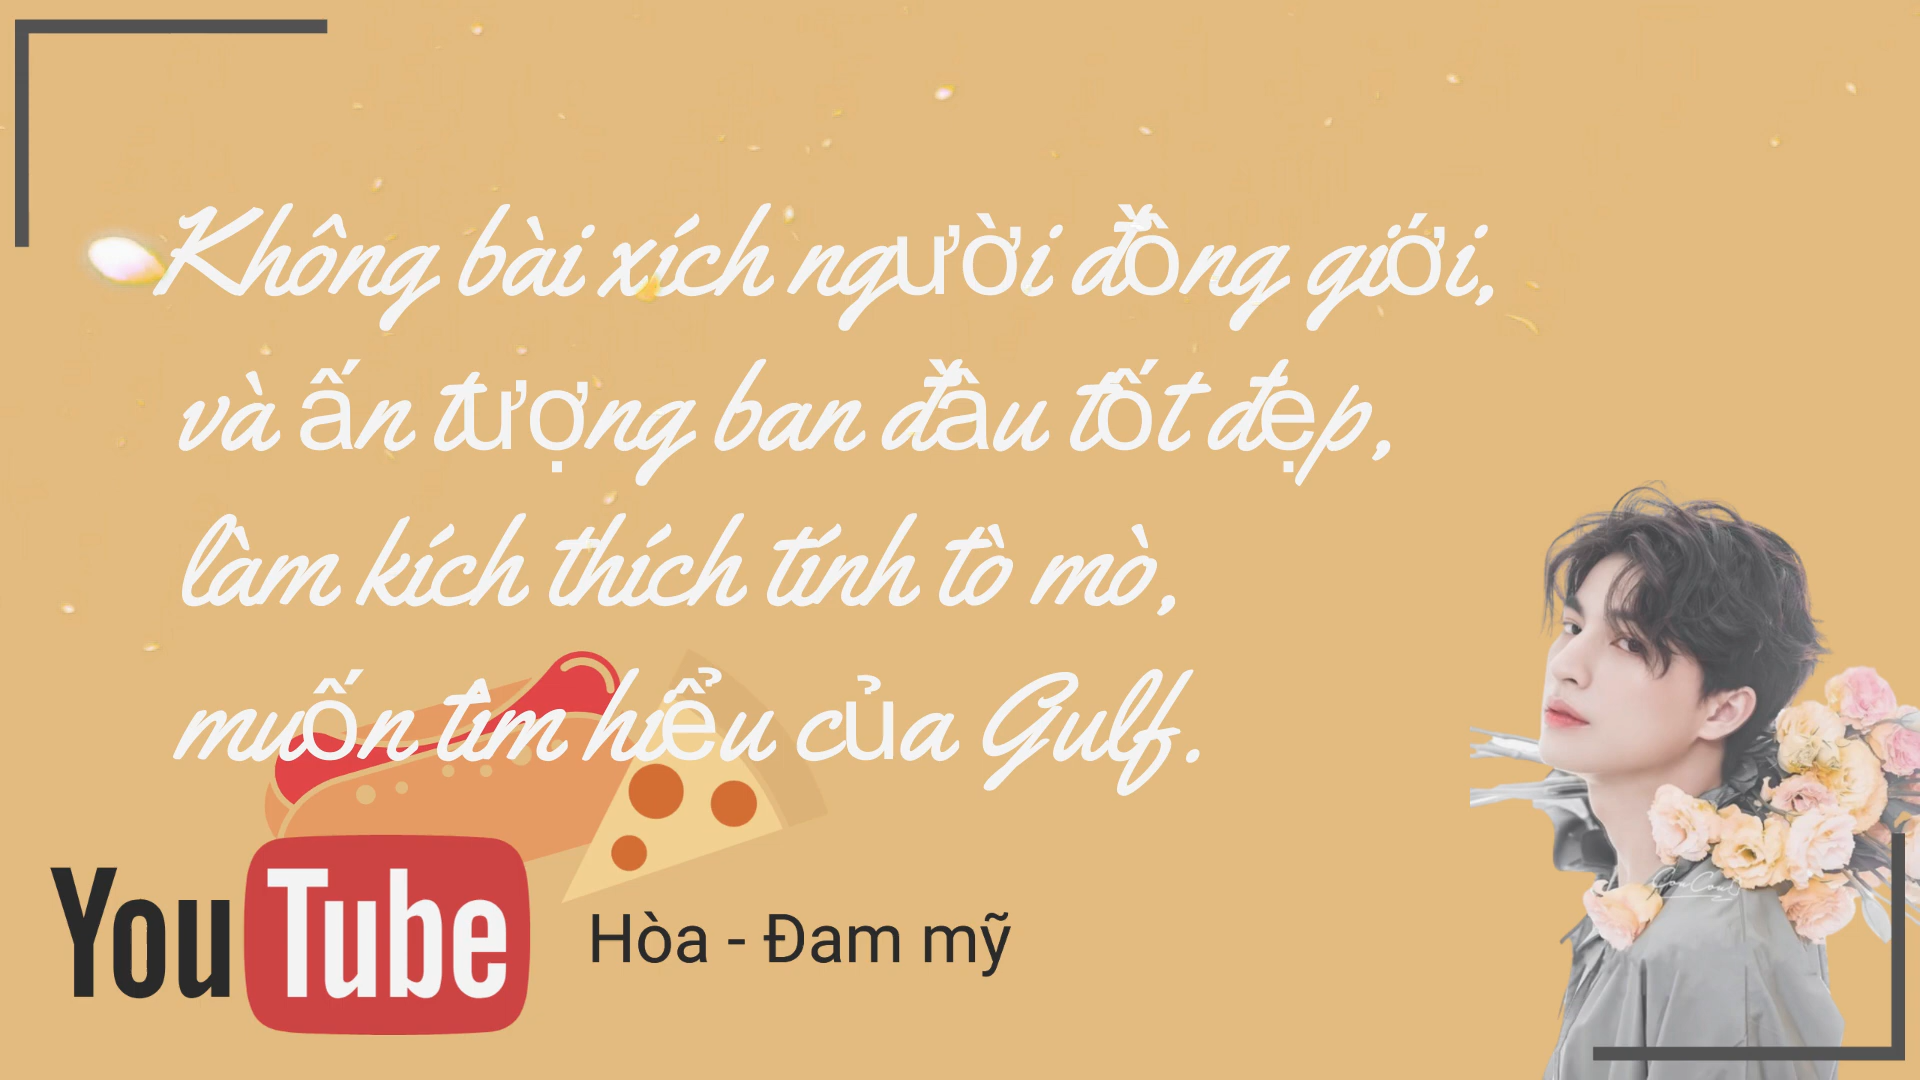 Không bài xích người đồng giới,
và ấn tượng ban đầu tốt đẹp,
làm kích thích tính tò mò,
muốn tìm hiểu của Gulf.
YouTube
Hòa - Đam mỹ